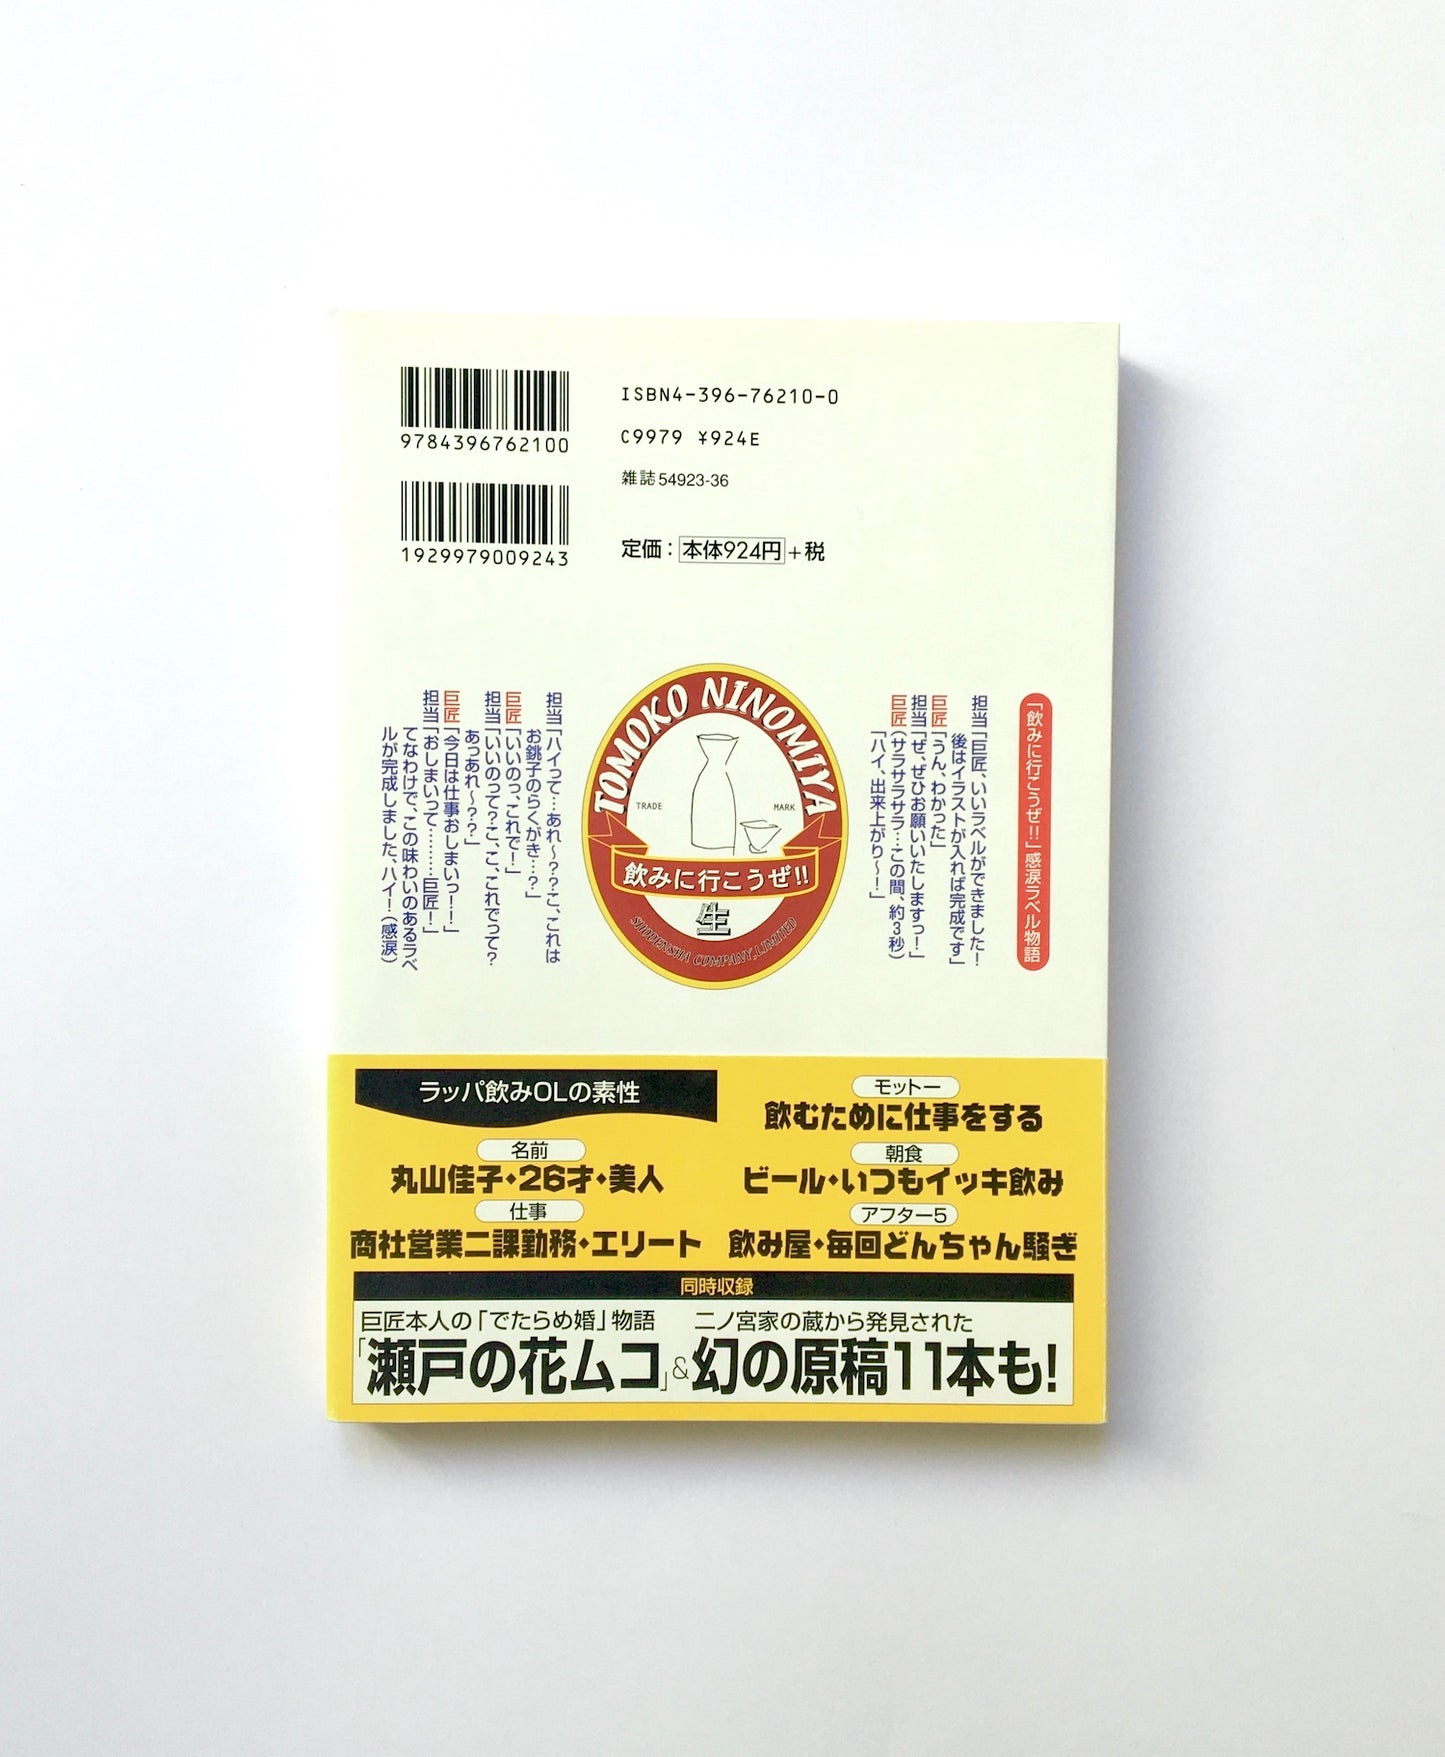 9784396762100
1929979009243
ISBN4-396-76210-0
C9979 ¥924E
雑誌54923-36
定価：本体924円+税
「飲みに行こうぜ!!」感涙ラベル物語
担当「巨匠、いいラベルができました！
後はイラストが入れば完成です」
巨匠「うん、わかった」
担当「ぜ、ぜひお願いいたしますっ！」
巨匠（サラサラサラ…この間、約3秒）
「ハイ、出来上がり〜！」
TOMOKO NINOMIYA
TRADE MARK
飲みに行こうぜ!!
生
SHODENSHA COMPANY,LIMITED
担当「ハイって…あれ〜？？こ、これは
お銚子のらくがき…？」
巨匠「いいのっ、これで！」
担当「いいのって？こ、こ、これでって？
あっあれ〜？？」
巨匠「今日は仕事おしまいっ！！」
担当「おしまいって………巨匠！」
てなわけで、この味わいのあるラベ
ルが完成しました、ハイ！（感涙）
ラッパ飲みOLの素性
名前
丸山佳子・26才・美人
仕事
商社営業二課勤務・エリート
モットー
飲むために仕事をする
朝食
ビール・いつもイッキ飲み
アフター5
飲み屋・毎回どんちゃん騒ぎ
同時収録
巨匠本人の「でたらめ婚」物語
「瀬戸の花ムコ」&
二ノ宮家の蔵から発見された
幻の原稿11本も!